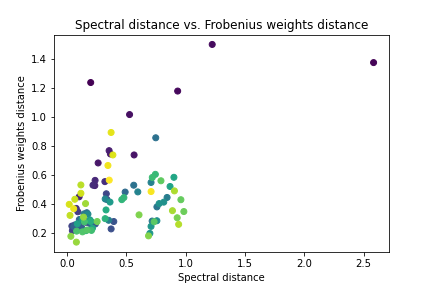 Spectral distance vs. Frobenius weights distance
Frobenius weights distance
1.4
1.2
1.0
0.8
0.6
0.4
0.2
0.0 0.5 1.0 1.5 2.0 2.5
Spectral distance